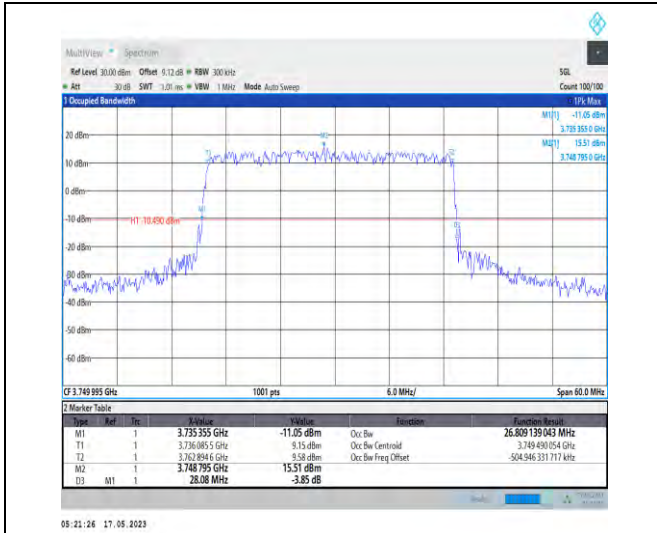 MultiView Spectrum
Ref Level 30.00 dBm Offset 9.12 dB RBW 300 kHz SGL
Att 30 dB SWT 1.01 ms VBW 1 MHz Mode Auto Sweep Count 100/100
1 Occupied Bandwidth 1Pk Max
M1[1] -11.05 dBm
3.735 355 0 GHz
M2[1] 15.51 dBm
3.748 795 0 GHz
20 dBm
10 dBm
0 dBm
-10 dBm
H1 -10.490 dBm
-20 dBm
-30 dBm
-40 dBm
-50 dBm
-60 dBm
M1
M2
CF 3.749 995 GHz 1001 pts 6.0 MHz/ Span 60.0 MHz
2 Marker Table
Type Ref Trc X-Value Y-Value Function Function Result
M1 1 3.735 355 GHz -11.05 dBm Occ Bw 26.809 139 043 MHz
T1 1 3.736 085 5 GHz 9.15 dBm Occ Bw Centroid 3.749 490 054 GHz
T2 1 3.762 894 6 GHz 9.58 dBm Occ Bw Freq Offset -504.946 331 717 kHz
M2 1 3.748 795 GHz 15.51 dBm
D3 M1 1 28.08 MHz -3.85 dB
05:21:26 17.05.2023